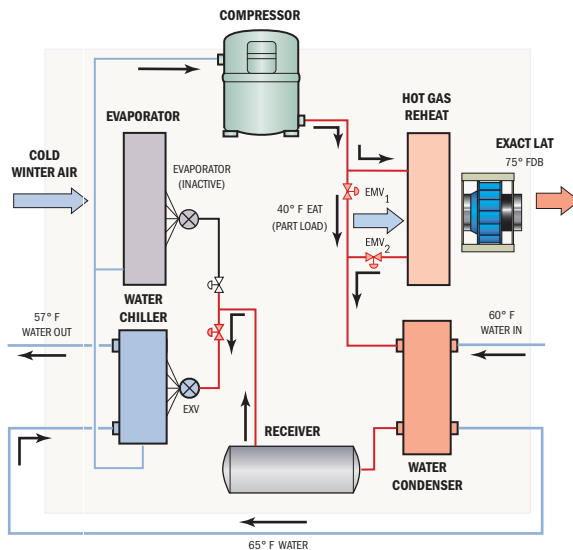 COMPRESSOR
EVAPORATOR
HOT GAS
REHEAT
COLD
WINTER AIR
EVAPORATOR
(INACTIVE)
EXACT LAT
75° FDB
40° F EAT
(PART LOAD)
EMV1
EMV2
WATER
CHILLER
57° F
WATER OUT
60° F
WATER IN
EXV
RECEIVER
WATER
CONDENSER
65° F WATER